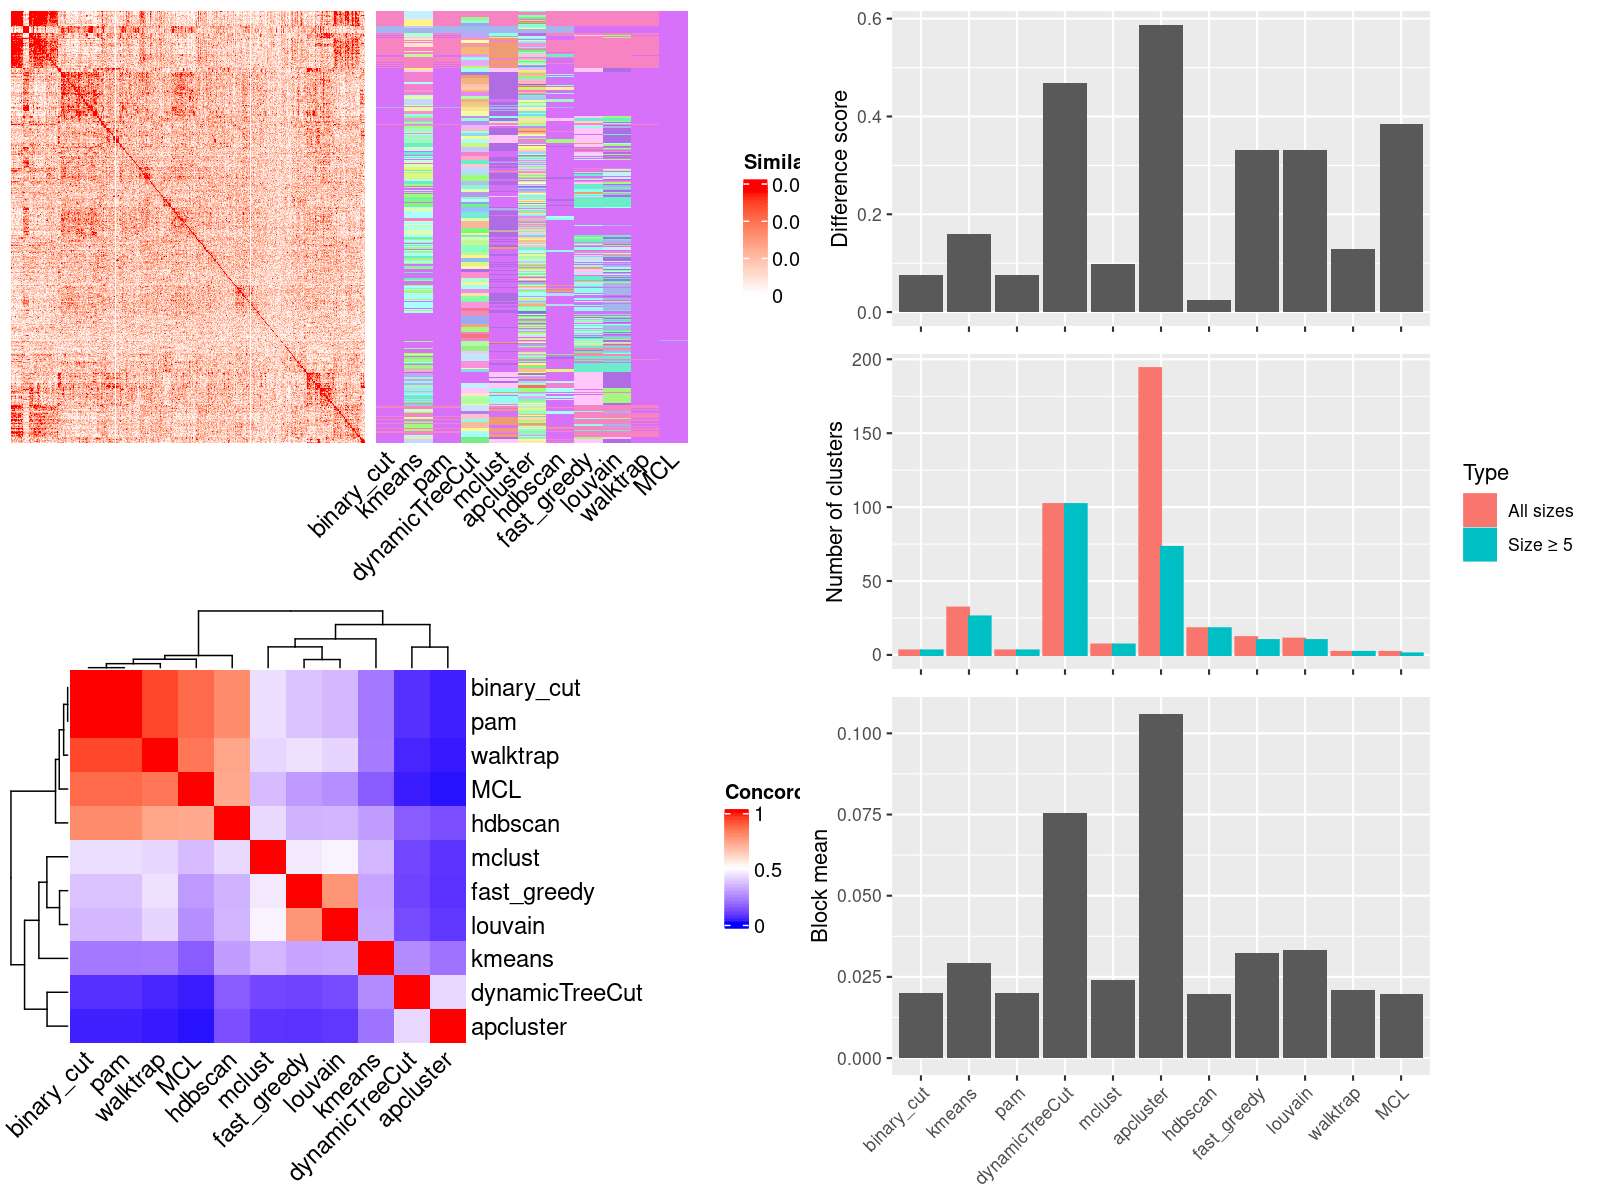 Simila
0.0
0.0
0.0
0
binary_cut
kmeans
pam
dynamicTreeCut
mclust
apcluster
hdbscan
fast_greedy
louvain
walktrap
MCL
binary_cut
pam
walktrap
MCL
hdbscan
mclust
fast_greedy
louvain
kmeans
dynamicTreeCut
apcluster
binary_cut
pam
walktrap
MCL
hdbscan
mclust
fast_greedy
louvain
kmeans
dynamicTreeCut
apcluster
Concord
1
0.5
0
Difference score
0.6
0.4
0.2
0.0
Number of clusters
200
150
100
50
0
Type
All sizes
Size ≥ 5
Block mean
0.100
0.075
0.050
0.025
0.000
binary_cut
kmeans
pam
dynamicTreeCut
mclust
apcluster
hdbscan
fast_greedy
louvain
walktrap
MCL